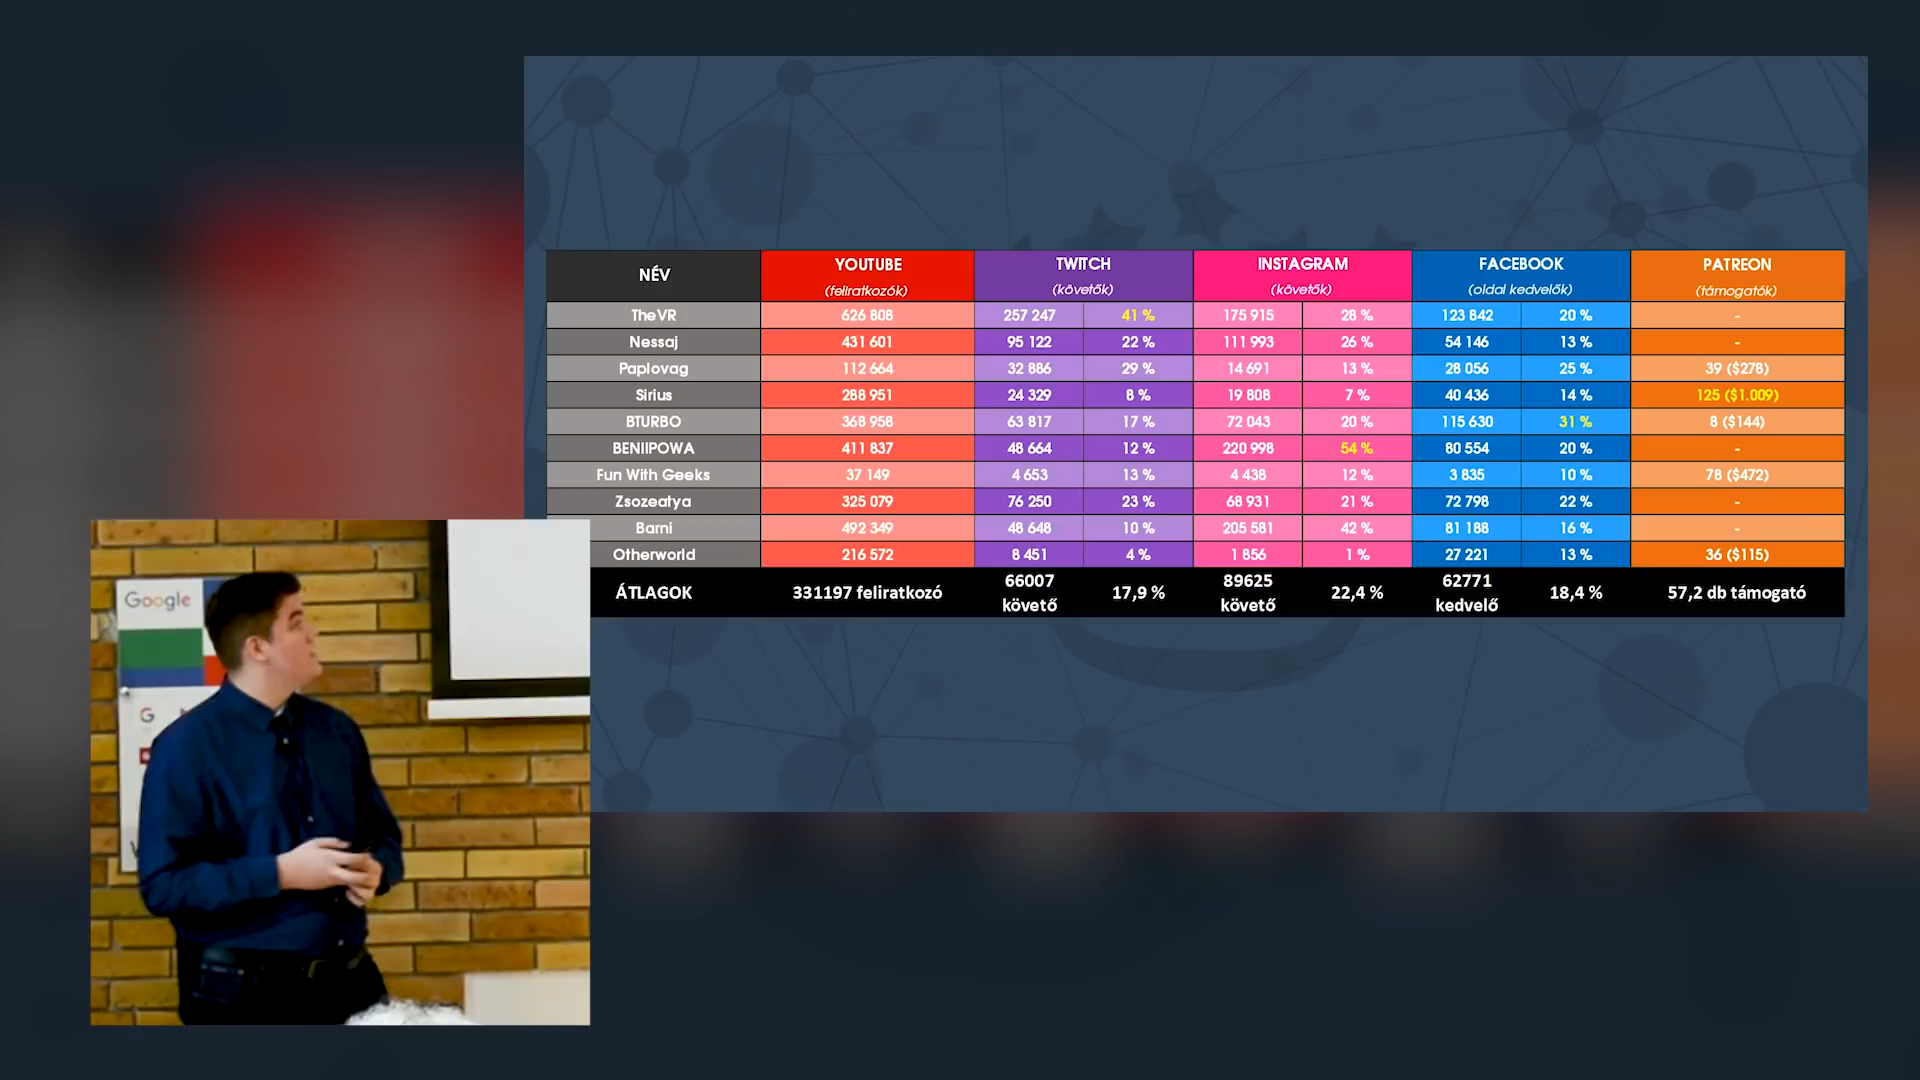 NÉV YOUTUBE TWITCH INSTAGRAM FACEBOOK PATREON
(feliratkozók) (követők) (követők) (oldal kedvelők) (támogatók)
TheVR 626 808 257 247 41 % 175 915 28 % 123 842 20 % -
Nessaj 431 601 95 122 22 % 111 993 26 % 54 146 13 % -
Paplovag 112 664 32 886 29 % 14 691 13 % 28 056 25 % 39 ($278)
Sirius 288 951 24 329 8 % 19 808 7 % 40 436 14 % 125 ($1.009)
BTURBO 368 958 63 817 17 % 72 043 20 % 115 630 31 % 8 ($144)
BENIIPOWA 411 837 48 664 12 % 220 998 54 % 80 554 20 % -
Fun With Geeks 37 149 4 653 13 % 4 438 12 % 3 835 10 % 78 ($472)
Zsozeatya 325 079 76 250 23 % 68 931 21 % 72 798 22 % -
Barni 492 349 48 648 10 % 205 581 42 % 81 188 16 % -
Otherworld 216 572 8 451 4 % 1 856 1 % 27 221 13 % 36 ($115)
ÁTLAGOK 331197 feliratkozó 66007 követő 17,9 % 89625 követő 22,4 % 62771 kedvelő 18,4 % 57,2 db támogató
Google
G